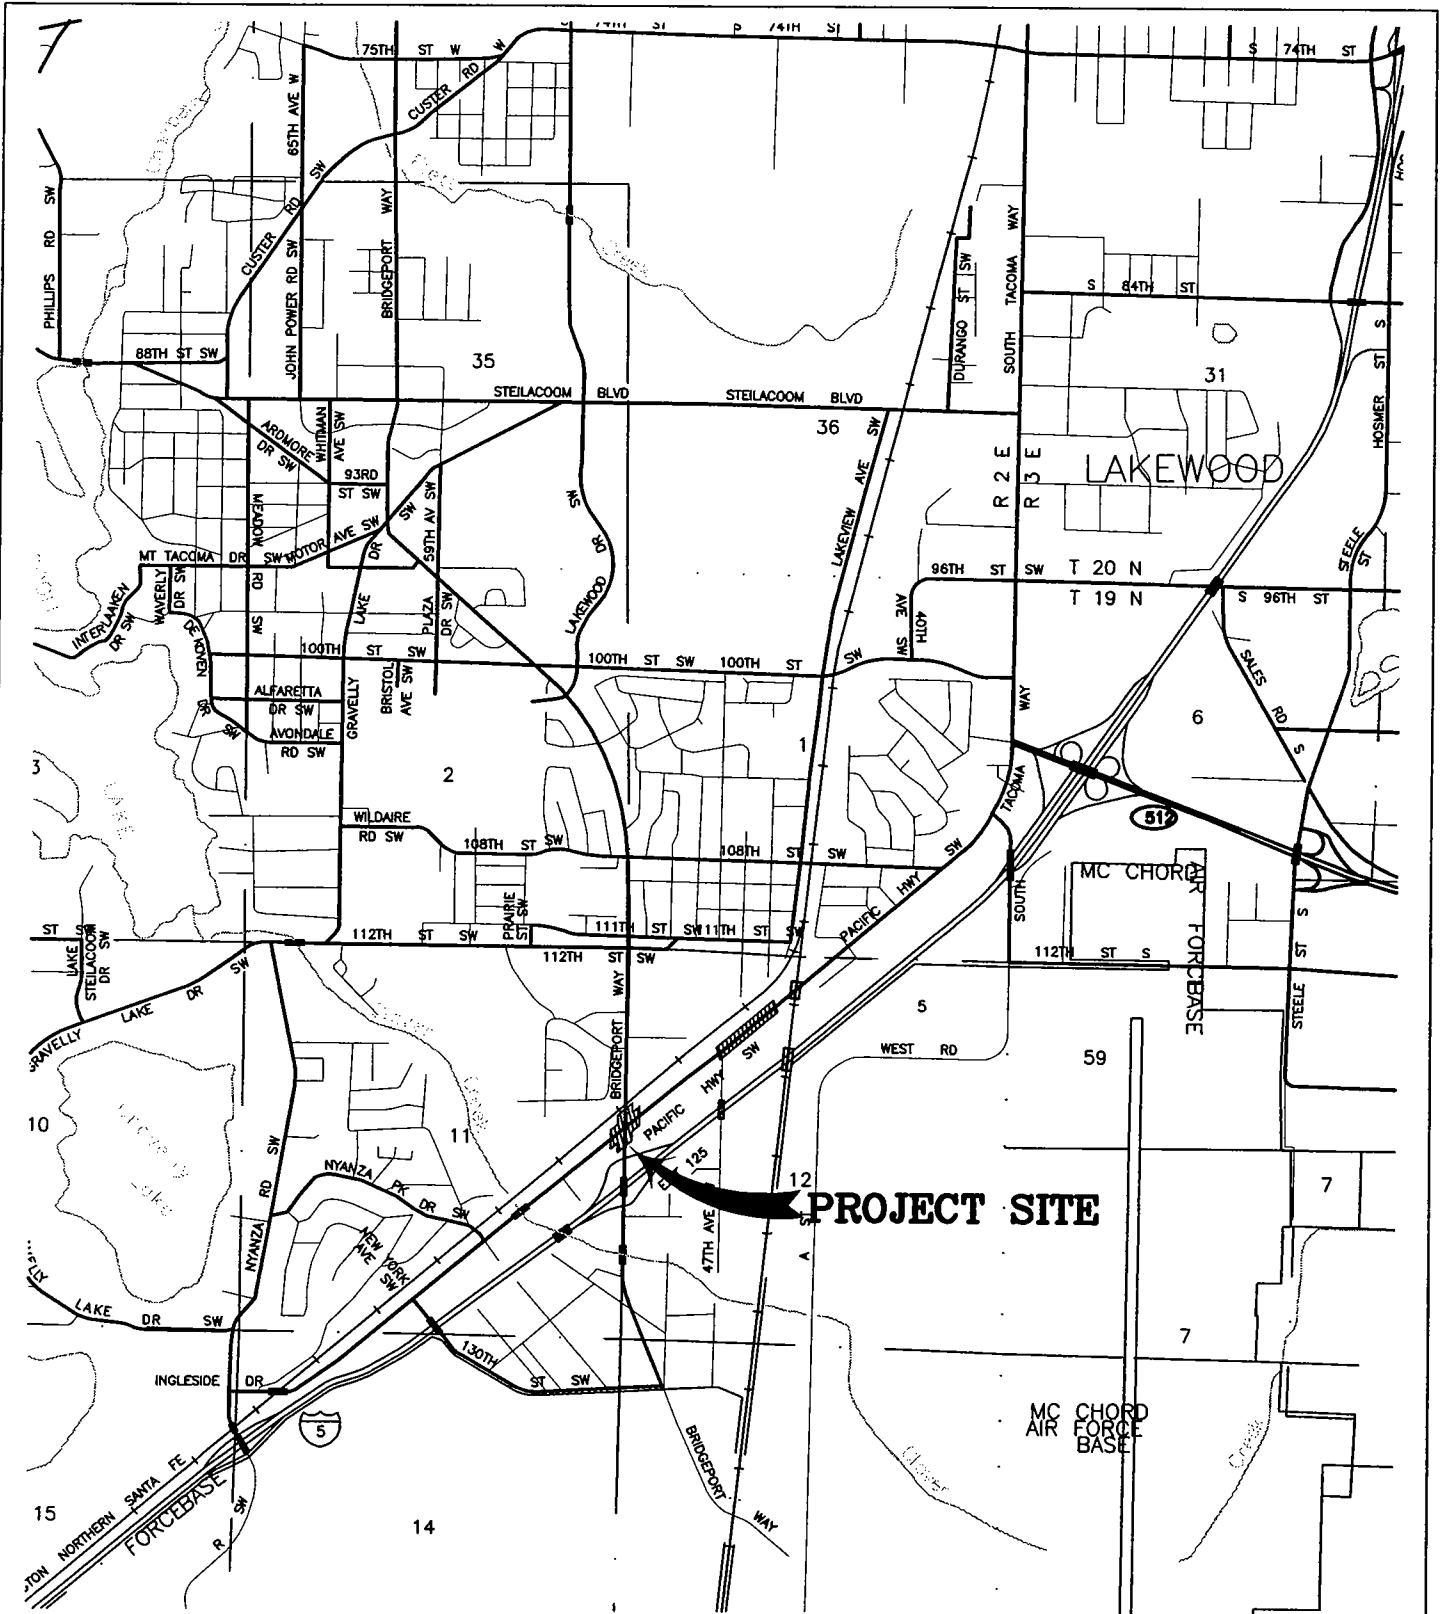 75TH ST W
S 74TH ST
S 74TH ST
65TH AVE W
CUSTER RD W
PHILLIPS RD SW
CUSTER RD SW
JOHN POWER RD SW
BRIDGEPORT WAY
Creek
DURANGO ST SW
SOUTH TACOMA WAY
S 84TH ST
88TH ST SW
35
31
STEILACOOM BLVD
STEILACOOM BLVD
36
HOSMER ST S
ARDMORE DR SW
WHITMAN AVE SW
93RD ST SW
R 2 E
R 3 E
LAKEWOOD
MEADOW RD SW
59TH AV SW
LAKEVIEW AVE SW
MT TACOMA DR SW
MOTOR AVE SW
STEELE ST
96TH ST SW
T 20 N
T 19 N
S 96TH ST
INTERLAAKEN DR SW
WAVERLY DR SW
DE KOVEN DR SW
GRAVELLY LAKE DR SW
PLAZA DR SW
LAKEWOOD DR SW
40TH AVE SW
100TH ST SW
100TH ST SW
100TH ST SW
BRISTOL AVE SW
ALFARETTA DR SW
AVONDALE RD SW
SALES RD S
6
WAY
1
3
2
LAKE
SOUTH TACOMA
WILDAIRE RD SW
108TH ST SW
108TH ST SW
512
MC CHORD
AIR FORCEBASE
PACIFIC HWY SW
PRAIRIE ST SW
ST SW
LAKE STEILACOOM DR SW
112TH ST SW
111TH ST SW
111TH ST SW
112TH ST SW
112TH ST S
STEELE ST S
GRAVELLY LAKE DR SW
5
WEST RD
59
BRIDGEPORT WAY
PACIFIC HWY SW
Gravelly Lake
10
11
125
12
PROJECT SITE
7
NYANZA RD SW
NYANZA PK DR SW
NEW YORK AVE SW
47TH AVE
LAKE DR SW
7
130TH ST SW
INGLESIDE DR
5
MC CHORD
AIR FORCE
BASE
BRIDGEPORT WAY
Clover
Creek
NORTHERN SANTA FE
FORCEBASE
15
14